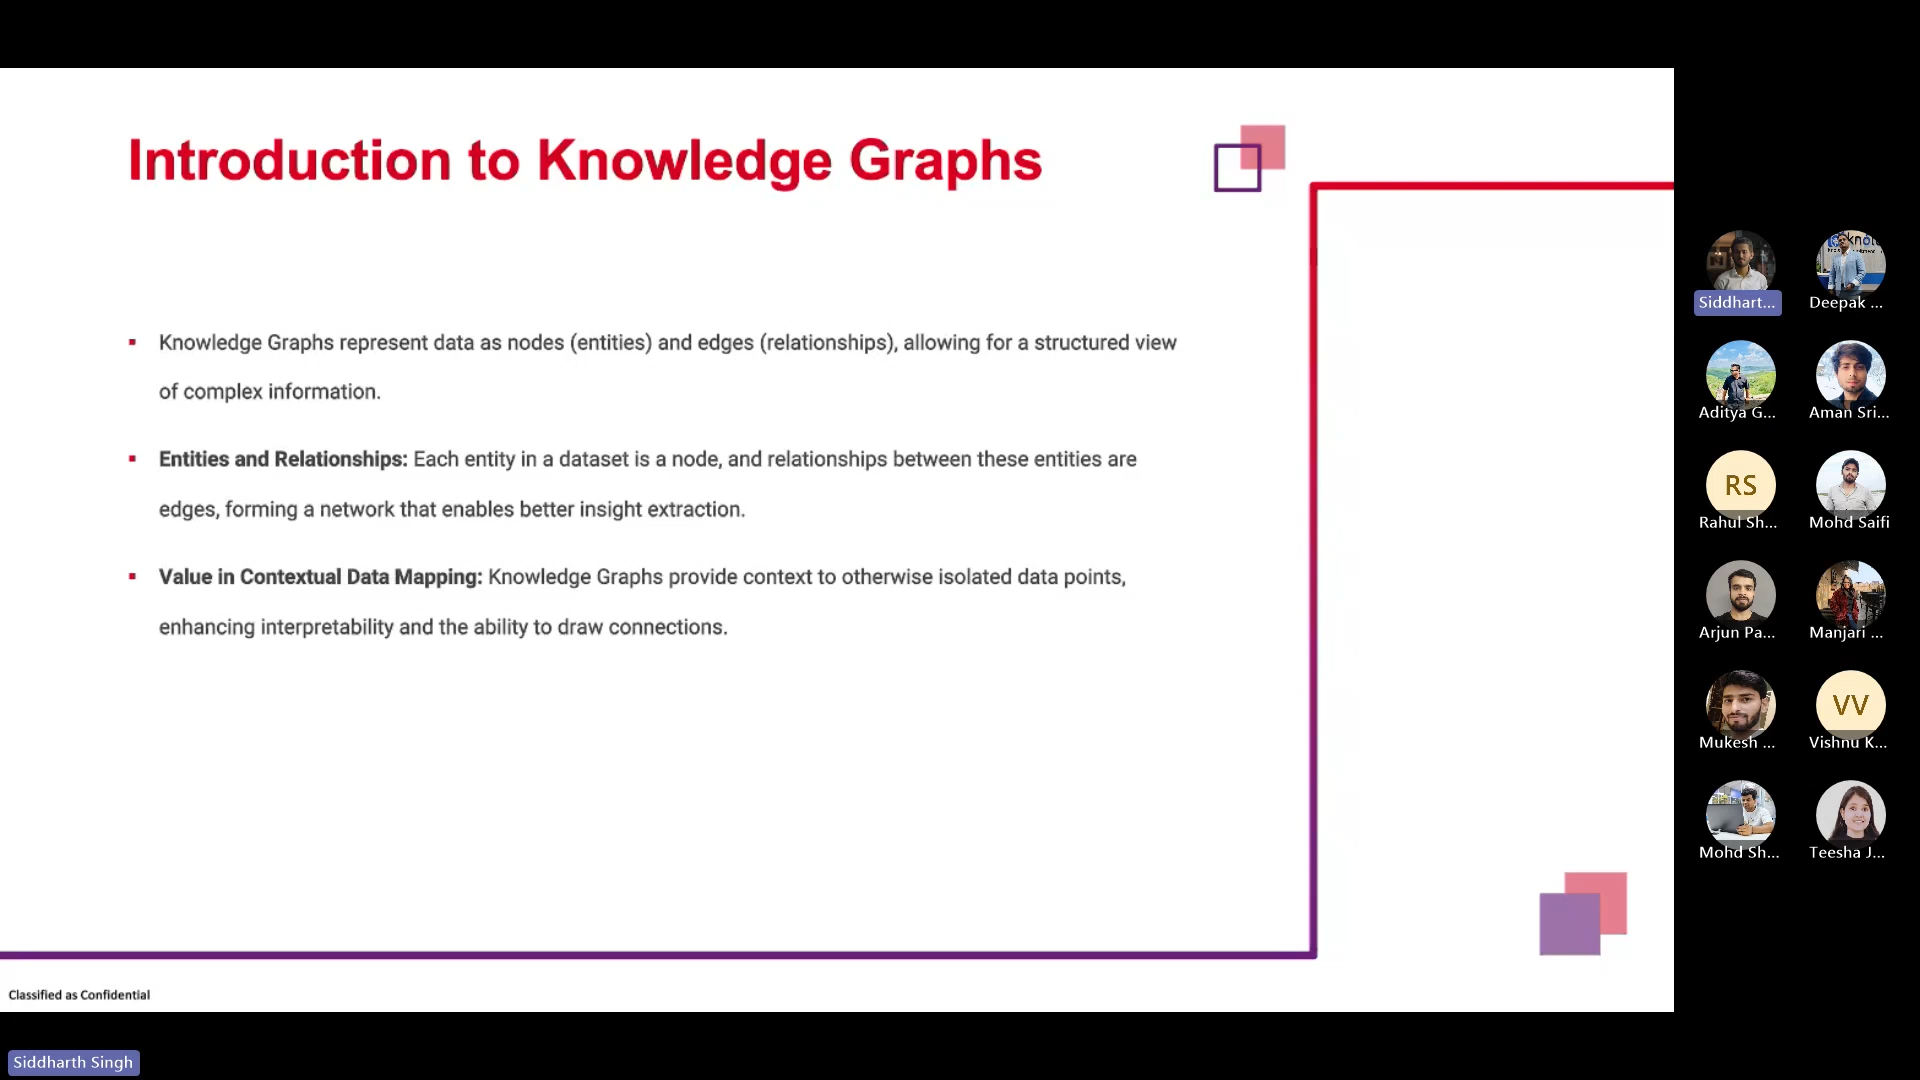 Introduction to Knowledge Graphs
Knowledge Graphs represent data as nodes (entities) and edges (relationships), allowing for a structured view
of complex information.
Entities and Relationships: Each entity in a dataset is a node, and relationships between these entities are
edges, forming a network that enables better insight extraction.
Value in Contextual Data Mapping: Knowledge Graphs provide context to otherwise isolated data points,
enhancing interpretability and the ability to draw connections.
Classified as Confidential
Siddharth Singh
Siddhart...
Deepak ...
Aditya G...
Aman Sri...
RS
Rahul Sh...
Mohd Saifi
Arjun Pa...
Manjari ...
Mukesh ...
VV
Vishnu K...
Mohd Sh...
Teesha J...